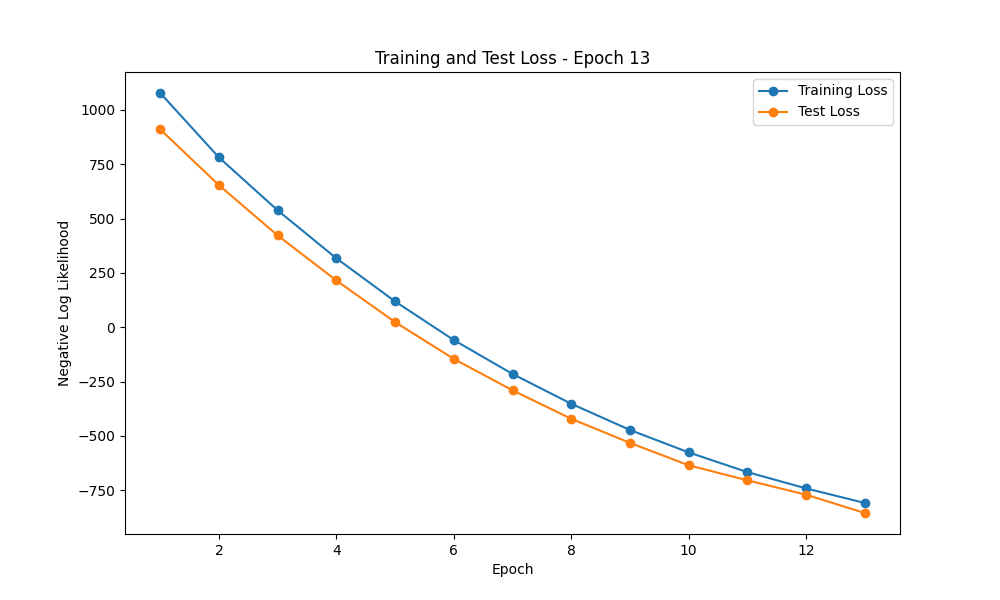 Training and Test Loss - Epoch 13
Training Loss
Test Loss
1000
750
500
250
0
−250
−500
−750
Negative Log Likelihood
2 4 6 8 10 12
Epoch